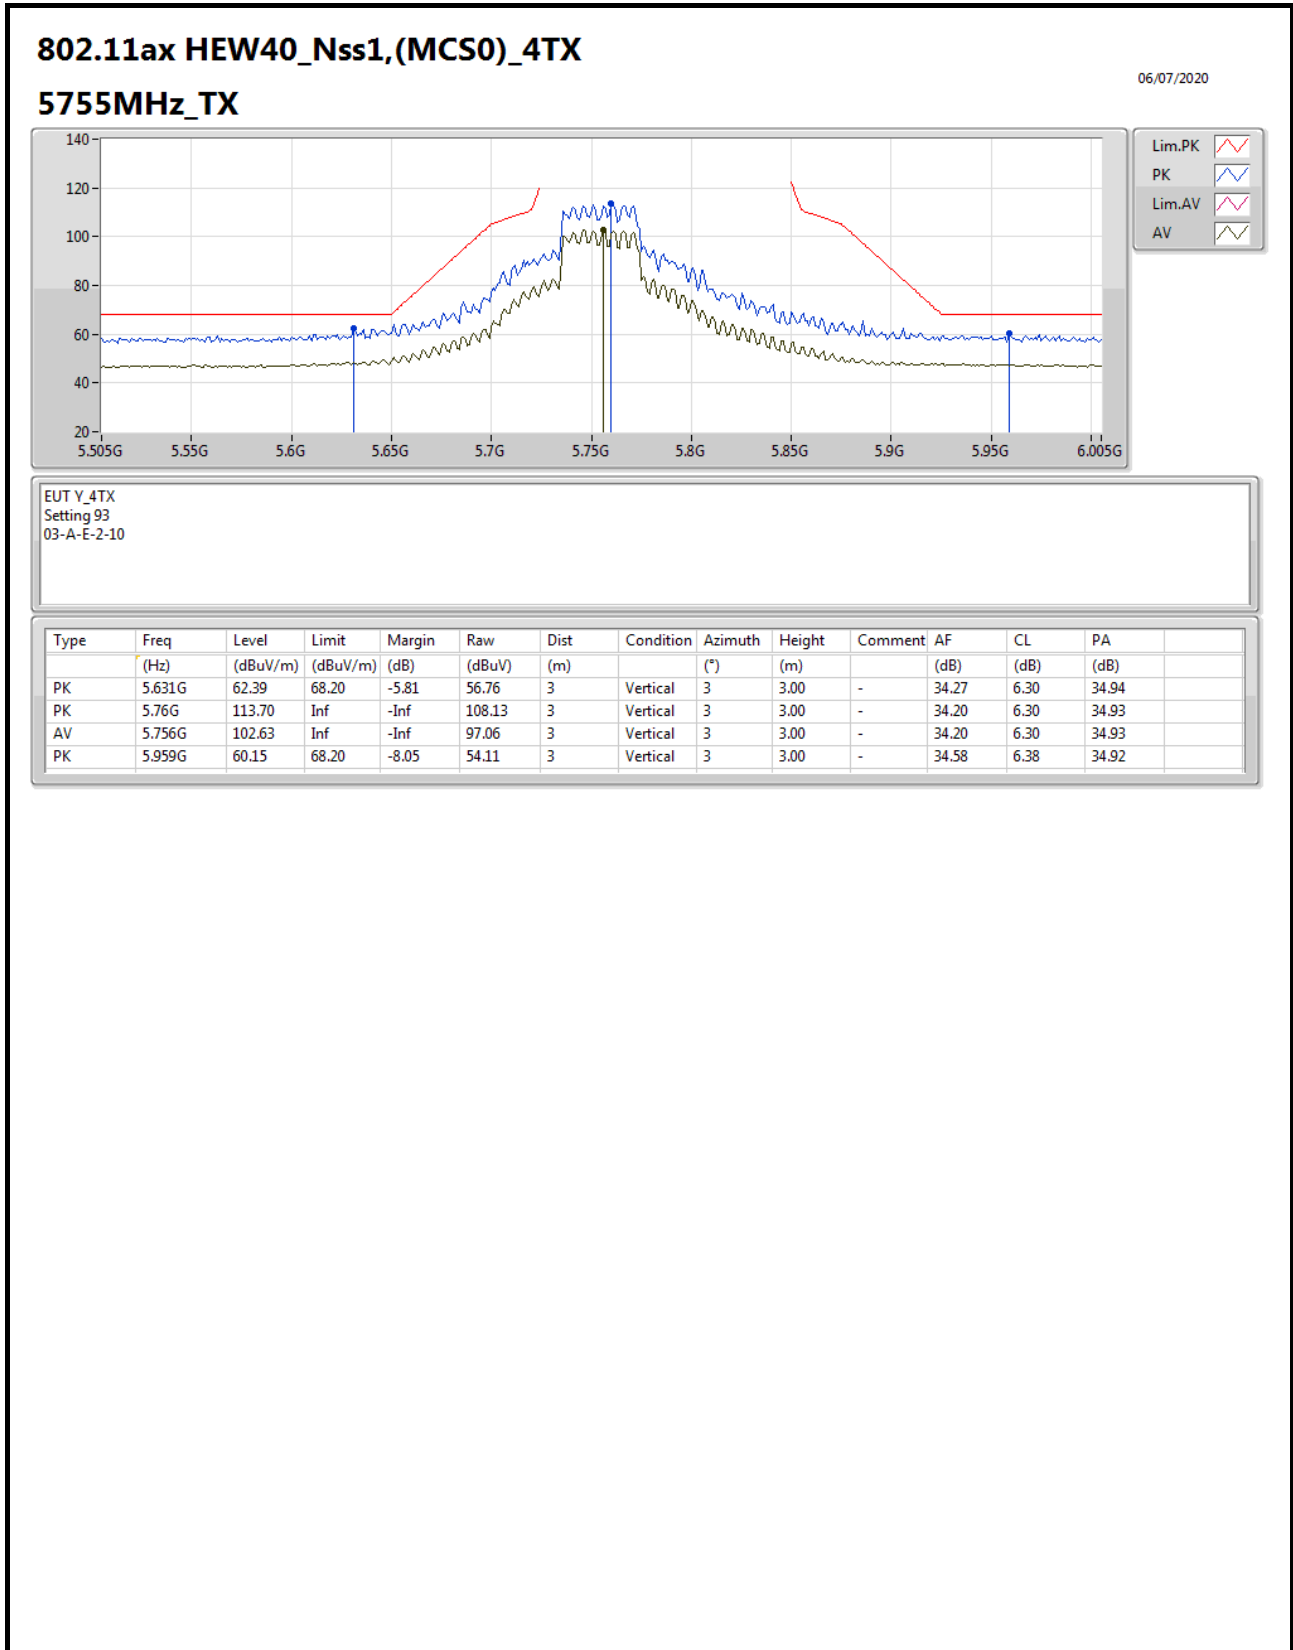 802.11ax HEW40_Nss1,(MCS0)_4TX
06/07/2020
5755MHz_TX
140
120
100
80
60
40
20
5.505G 5.55G 5.6G 5.65G 5.7G 5.75G 5.8G 5.85G 5.9G 5.95G 6.005G
Lim.PK
PK
Lim.AV
AV
EUT Y_4TX
Setting 93
03-A-E-2-10
Type Freq Level Limit Margin Raw Dist Condition Azimuth Height Comment AF CL PA
(Hz) (dBuV/m) (dBuV/m) (dB) (dBuV) (m) (°) (m) (dB) (dB) (dB)
PK 5.631G 62.39 68.20 -5.81 56.76 3 Vertical 3 3.00 - 34.27 6.30 34.94
PK 5.76G 113.70 Inf -Inf 108.13 3 Vertical 3 3.00 - 34.20 6.30 34.93
AV 5.756G 102.63 Inf -Inf 97.06 3 Vertical 3 3.00 - 34.20 6.30 34.93
PK 5.959G 60.15 68.20 -8.05 54.11 3 Vertical 3 3.00 - 34.58 6.38 34.92